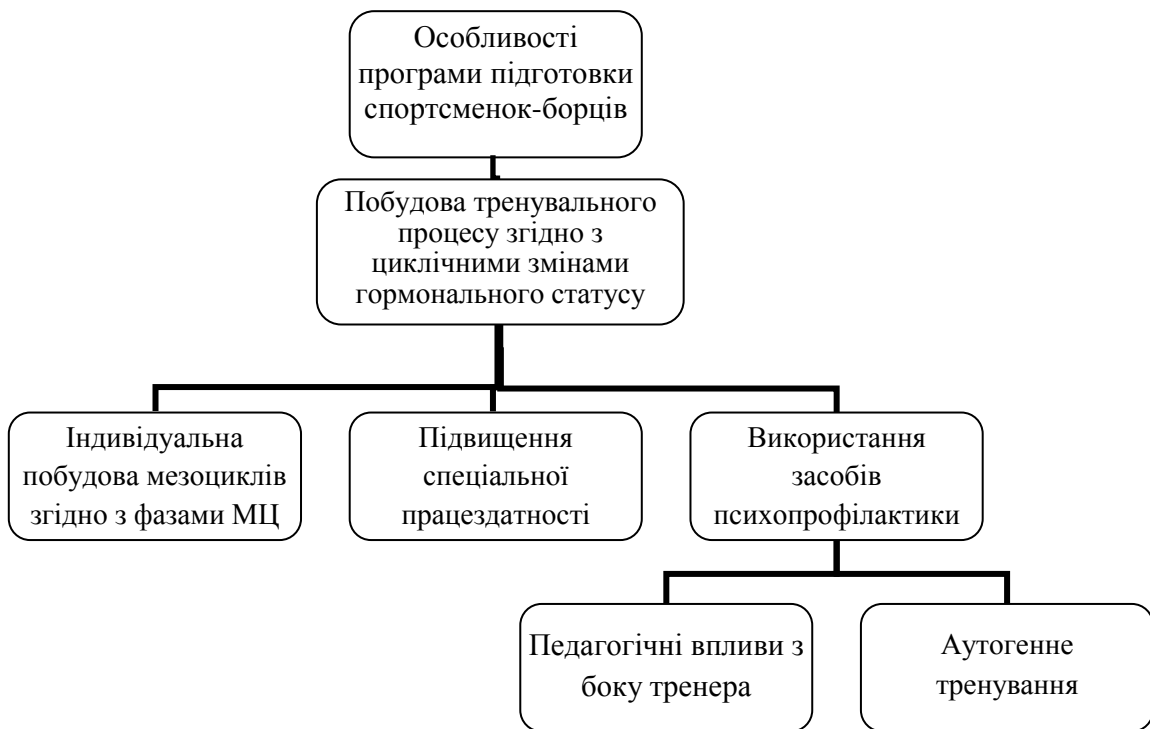 Особливості
програми підготовки
спортсменок-борців
Побудова тренувального
процесу згідно з
циклічними змінами
гормонального статусу
Індивідуальна
побудова мезоциклів
згідно з фазами МЦ
Підвищення
спеціальної
працездатності
Використання
засобів
психопрофілактики
Педагогічні впливи з
боку тренера
Аутогенне
тренування